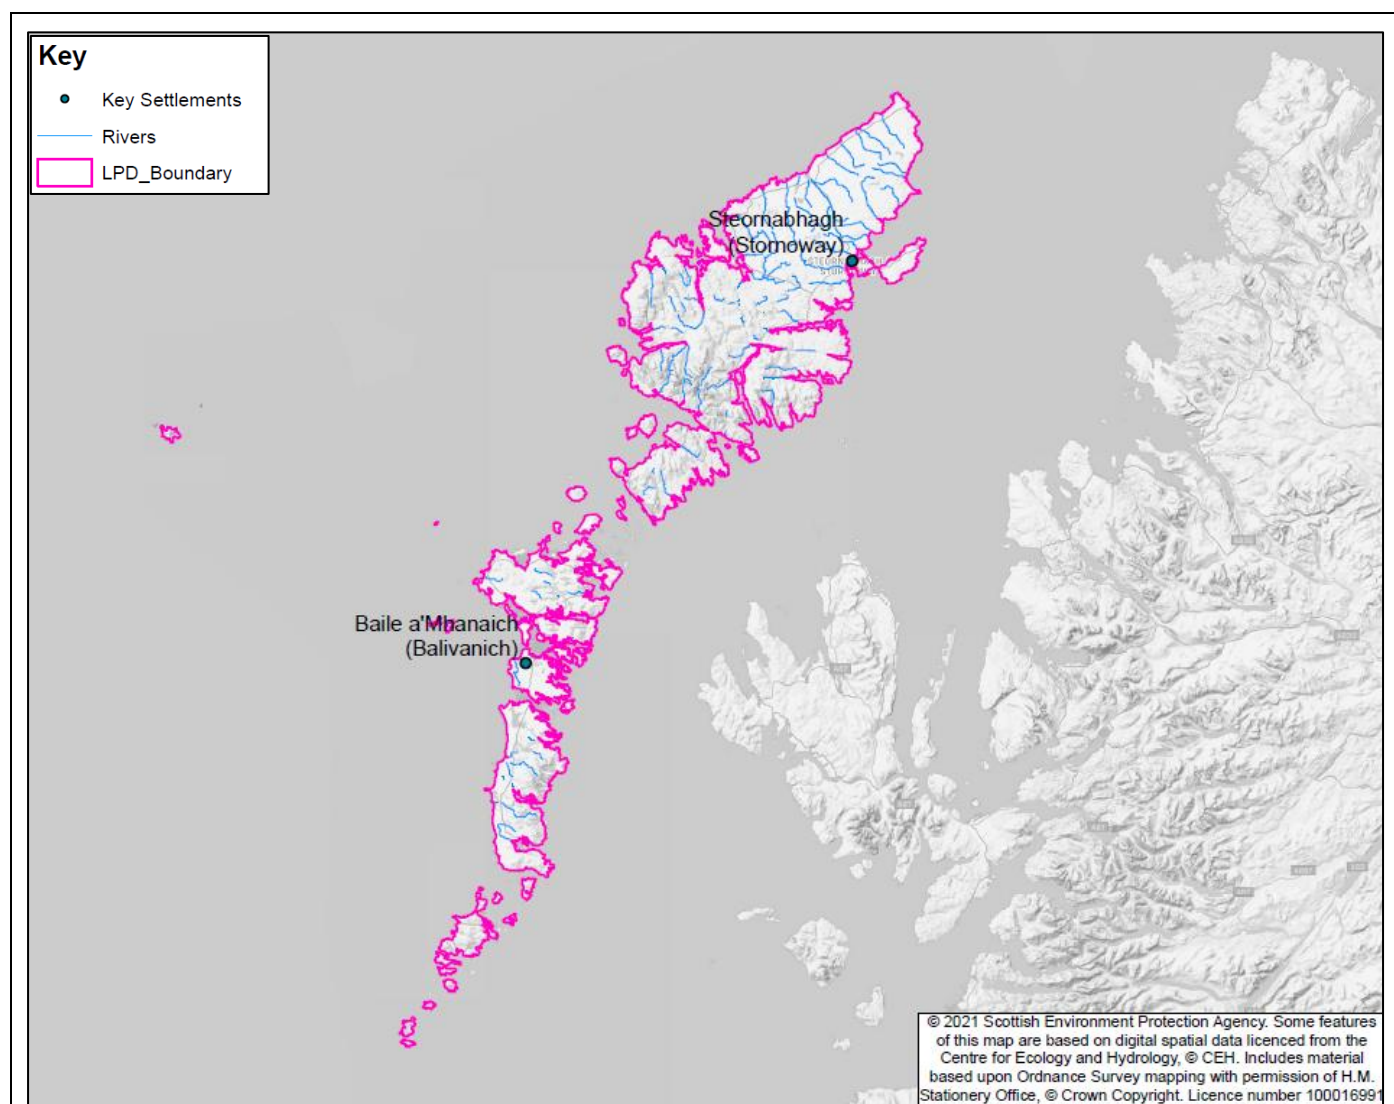 Key
Key Settlements
Rivers
LPD_Boundary
Steornabhagh
(Stornoway)
Baile a'Mhanaich
(Balivanich)
© 2021 Scottish Environment Protection Agency. Some features
of this map are based on digital spatial data licenced from the
Centre for Ecology and Hydrology, © CEH. Includes material
based upon Ordnance Survey mapping with permission of H.M.
Stationery Office, © Crown Copyright. Licence number 100016991